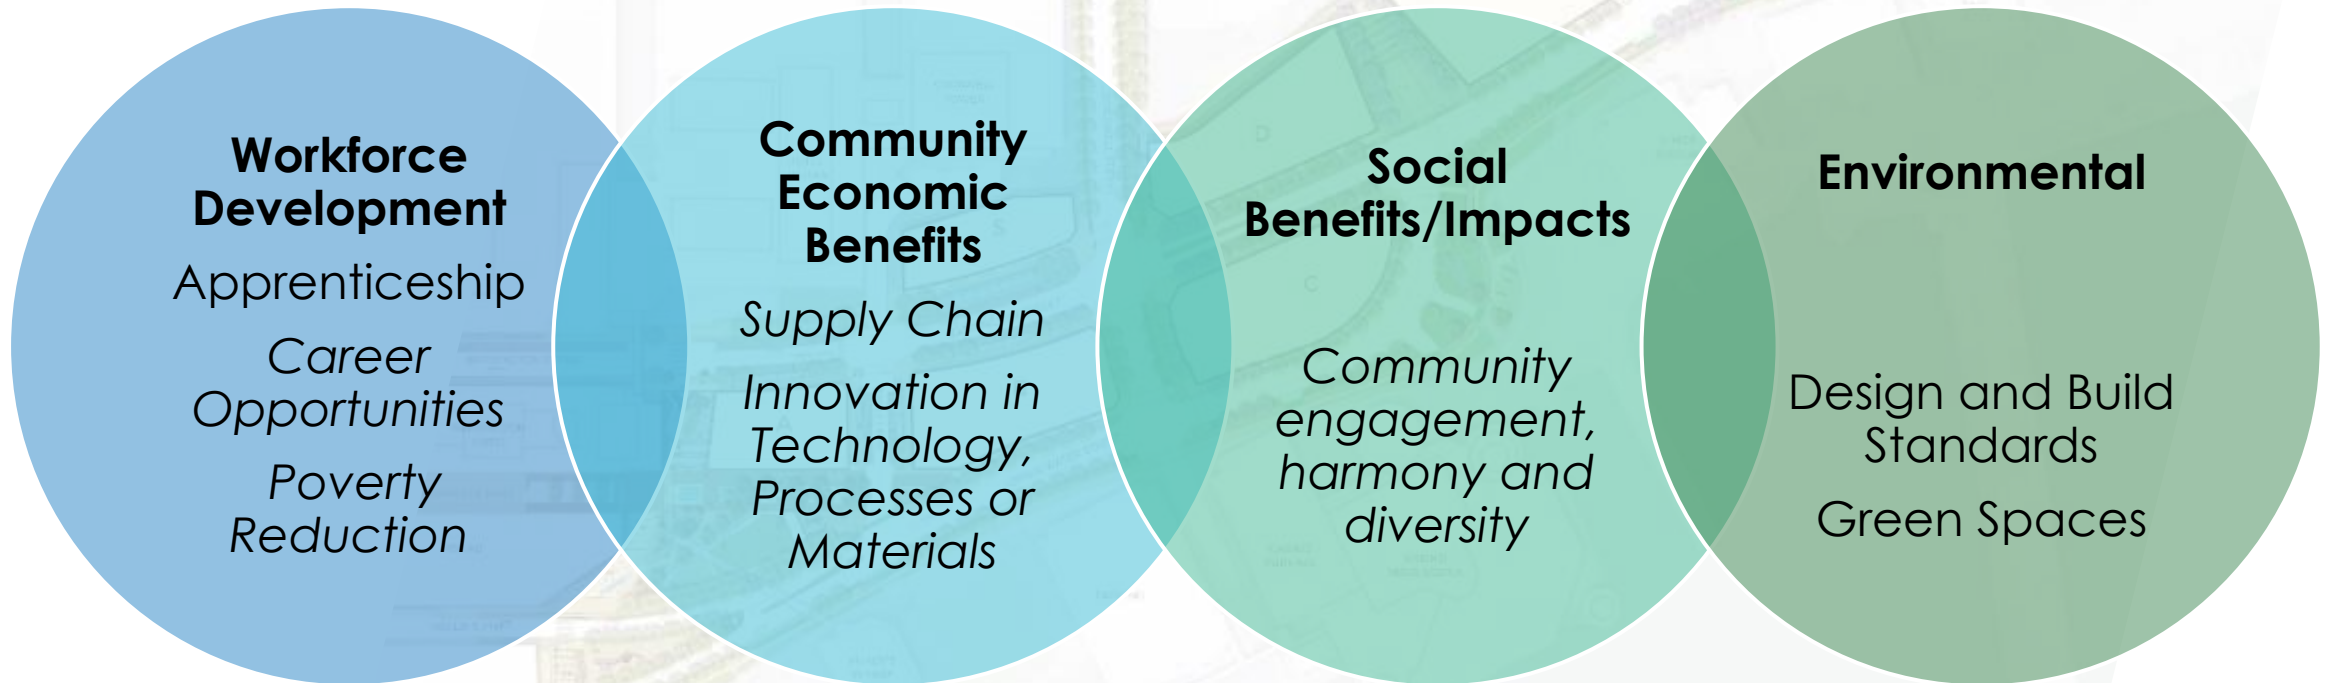 Workforce
Development
Apprenticeship
Career
Opportunities
Poverty
Reduction
Community
Economic
Benefits
Supply Chain
Innovation in
Technology,
Processes or
Materials
Social
Benefits/Impacts
Community
engagement,
harmony and
diversity
Environmental
Design and Build
Standards
Green Spaces